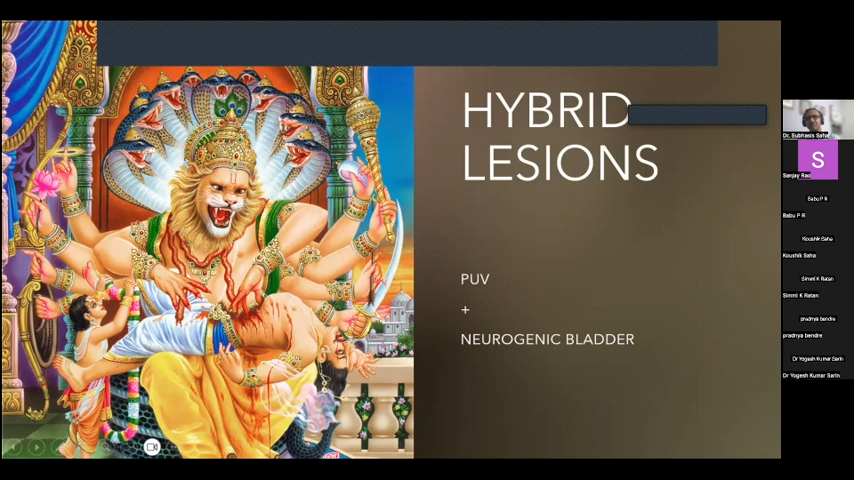 HYBRID
LESIONS
PUV
+
NEUROGENIC BLADDER
Dr. Subhasis Saha
S
Sanjay Rao
Babu P R
Babu P R
Koushik Saha
Koushik Saha
Simmi K Ratan
Simmi K Ratan
pradnya bendre
pradnya bendre
Dr Yogesh Kumar Sarin
Dr Yogesh Kumar Sarin